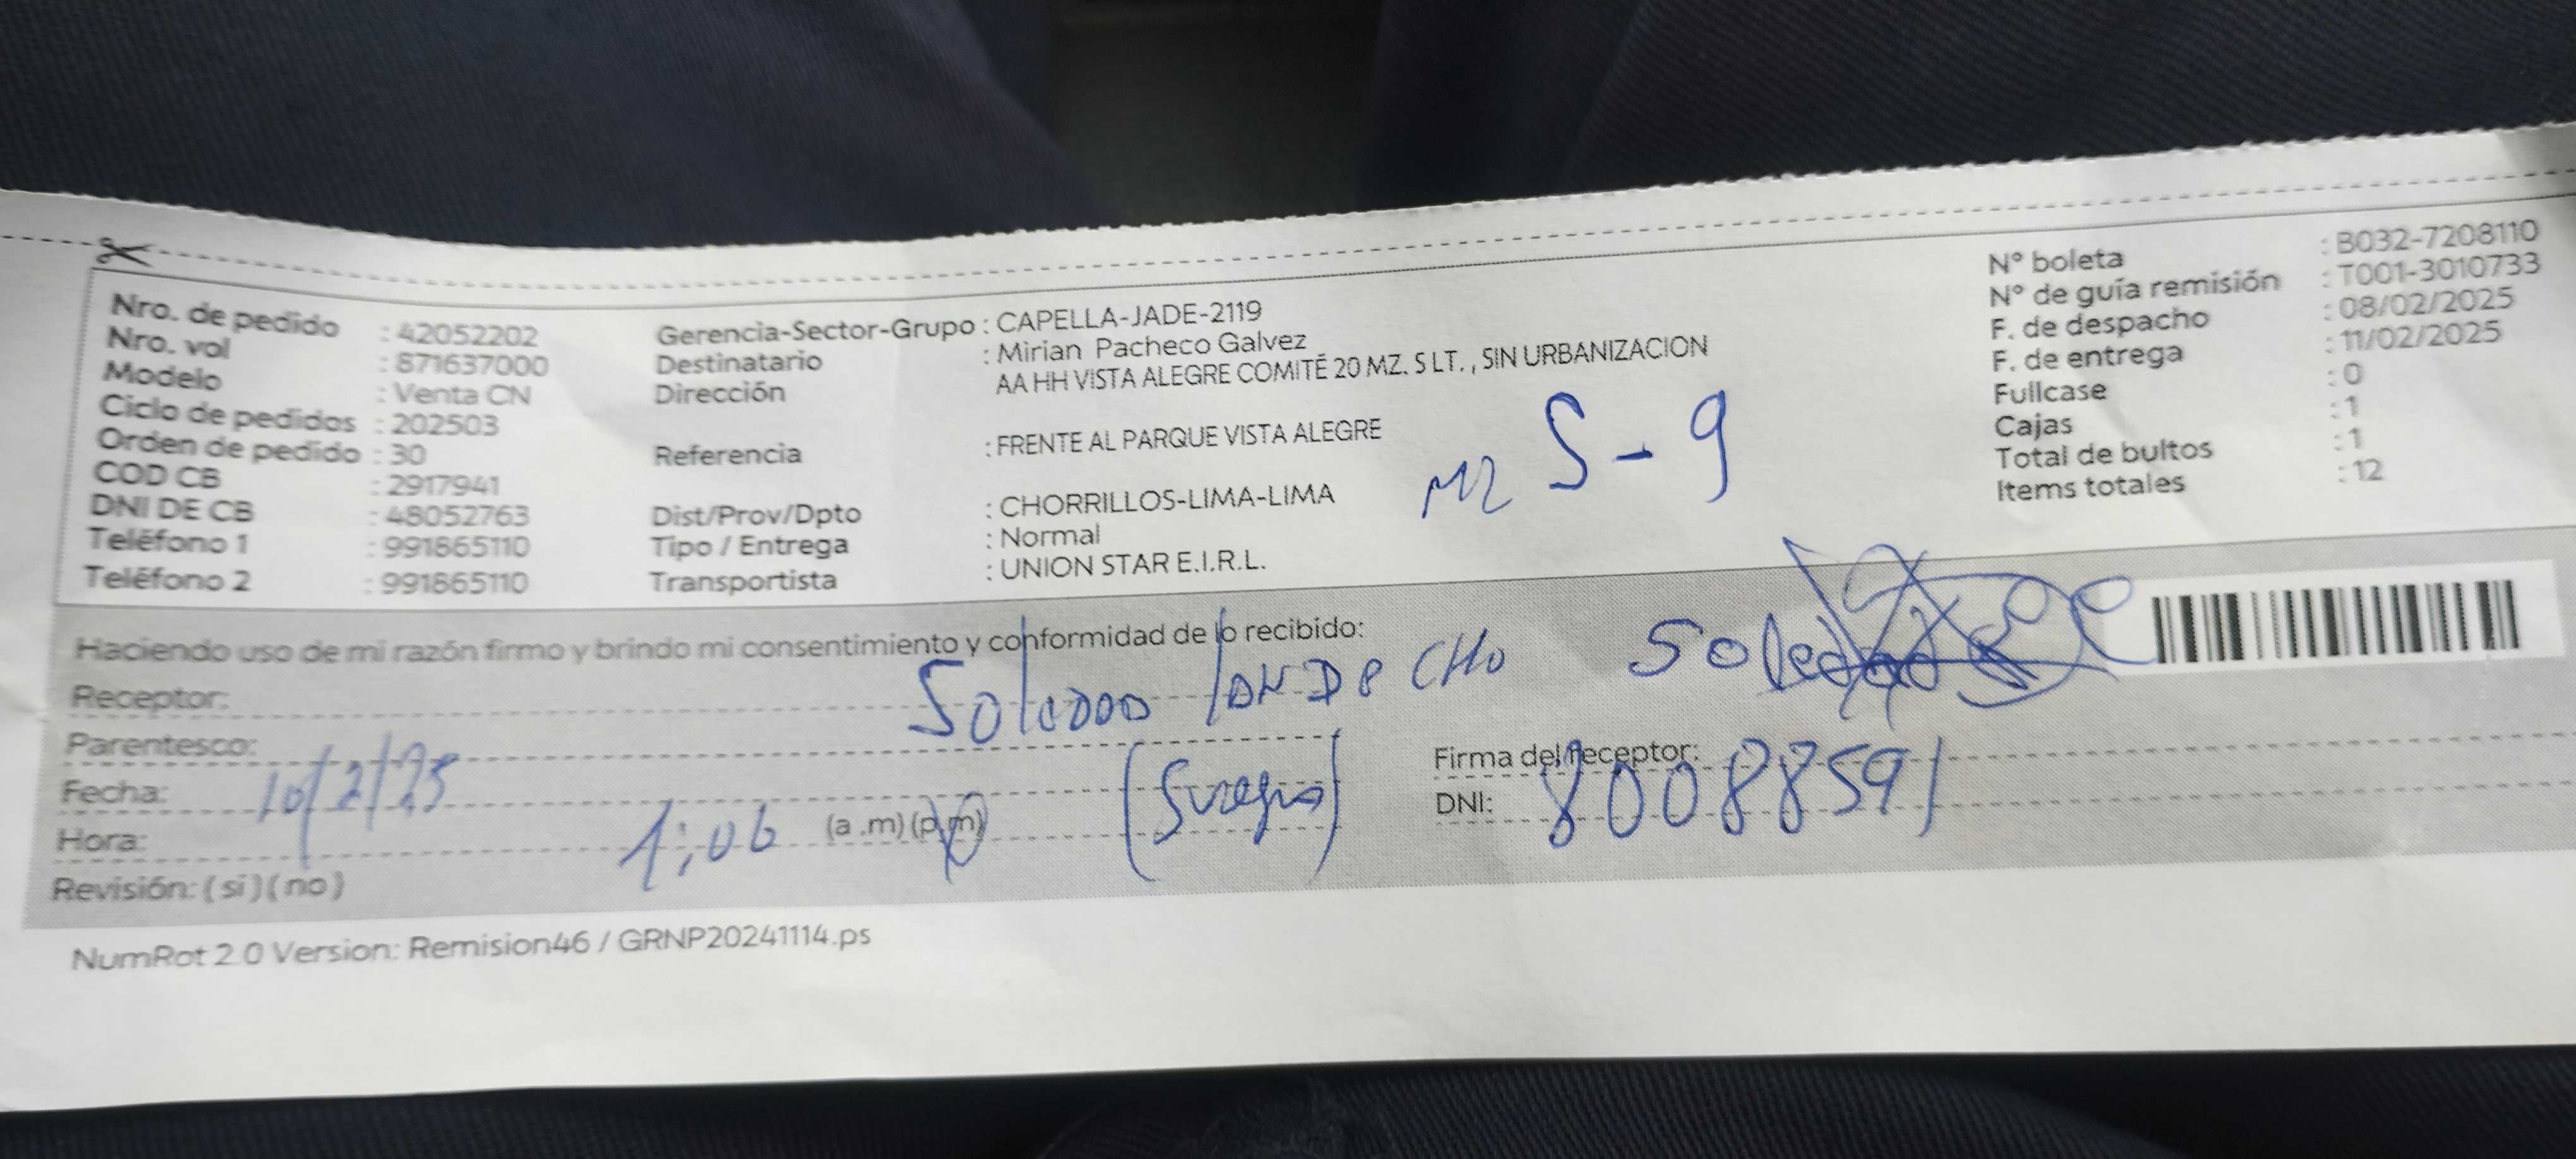 Nro. de pedido : 42052202
Nro. vol : 871637000
Modelo : Venta CN
Ciclo de pedidos : 202503
Orden de pedido : 30
COD CB : 2917941
DNI DE CB : 48052763
Teléfono 1 : 991865110
Teléfono 2 : 991865110
Gerencia-Sector-Grupo : CAPELLA-JADE-2119
Destinatario : Mirian Pacheco Galvez
Dirección AA HH VISTA ALEGRE COMITÉ 20 MZ. S LT. , SIN URBANIZACION
Referencia : FRENTE AL PARQUE VISTA ALEGRE
Dist/Prov/Dpto : CHORRILLOS-LIMA-LIMA
Tipo / Entrega : Normal
Transportista : UNION STAR E.I.R.L.
MZ S-9
N° boleta : B032-7208110
N° de guía remisión : T001-3010733
F. de despacho : 08/02/2025
F. de entrega : 11/02/2025
Fullcase : 0
Cajas : 1
Total de bultos : 1
Items totales : 12
Haciendo uso de mi razón firmo y brindo mi consentimiento y conformidad de lo recibido:
Receptor: Soledad
Parentesco: (Suegra)
Fecha: 10/2/25
Hora: 1:06 (a .m) (p.m)
Revisión: ( si ) ( no )
Soledad
Firma del receptor:
DNI: 80088591
NumRot 2.0 Version: Remision46 / GRNP20241114.ps